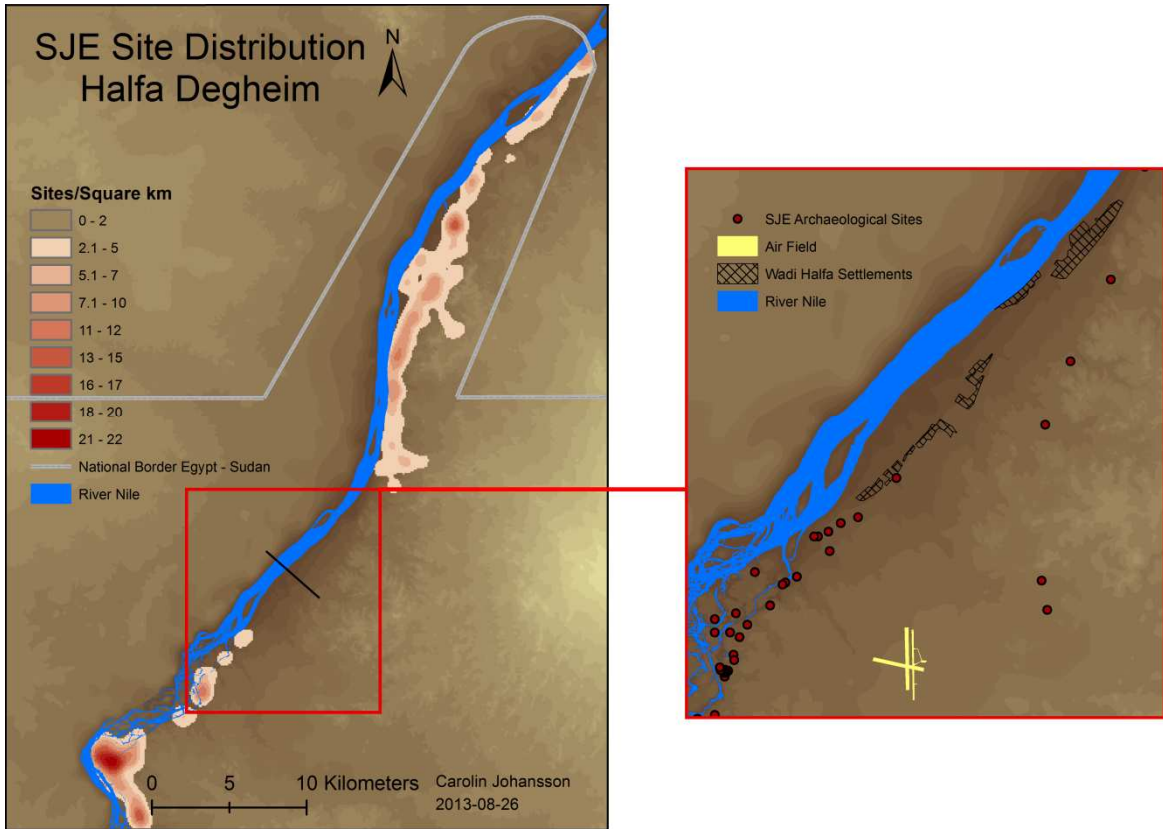 SJE Site Distribution
Halfa Degheim
N
Sites/Square km
0 - 2
2.1 - 5
5.1 - 7
7.1 - 10
11 - 12
13 - 15
16 - 17
18 - 20
21 - 22
National Border Egypt - Sudan
River Nile
0 5 10 Kilometers
Carolin Johansson
2013-08-26
SJE Archaeological Sites
Air Field
Wadi Halfa Settlements
River Nile